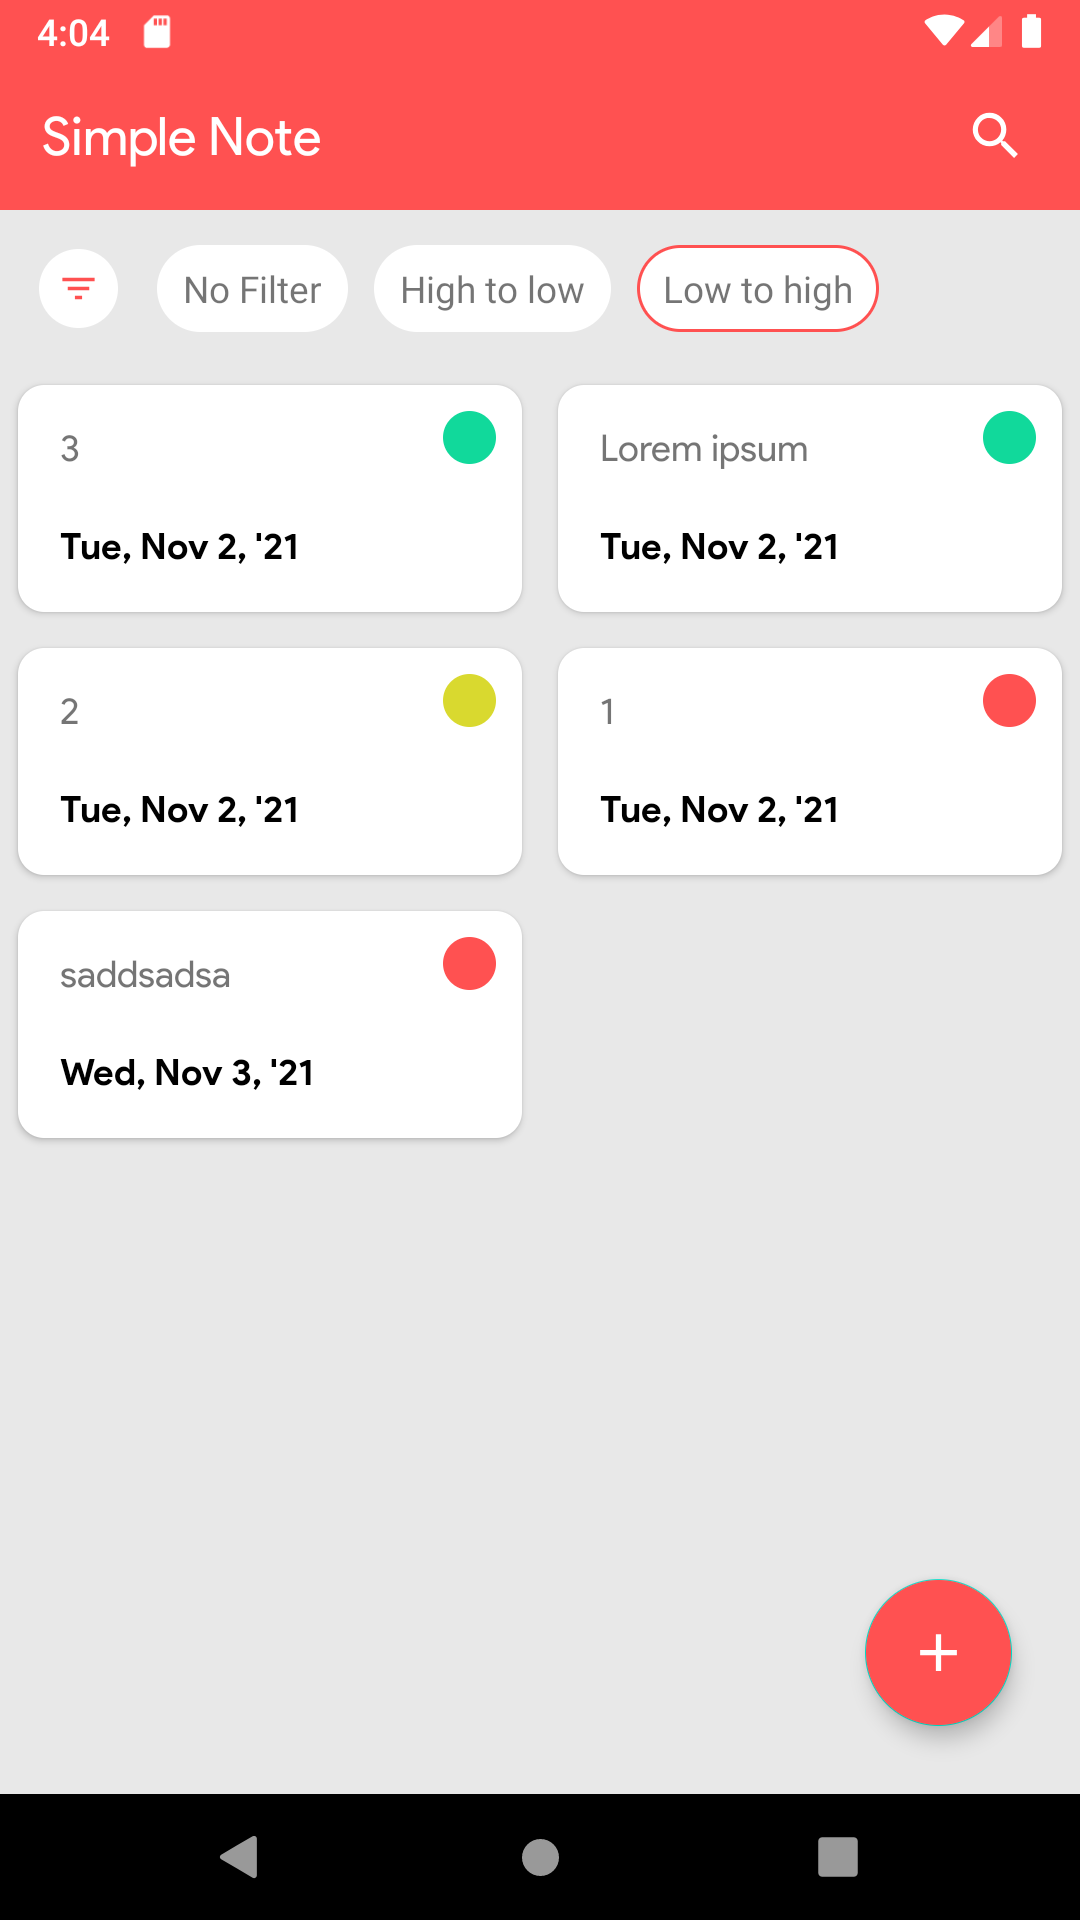 4:04
Simple Note
No Filter
High to low
Low to high
3
Tue, Nov 2, '21
Lorem ipsum
Tue, Nov 2, '21
2
Tue, Nov 2, '21
1
Tue, Nov 2, '21
saddsadsa
Wed, Nov 3, '21